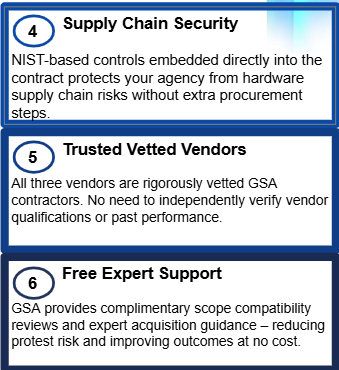 4
Supply Chain Security
NIST-based controls embedded directly into the
contract protects your agency from hardware
supply chain risks without extra procurement
steps.
5
Trusted Vetted Vendors
All three vendors are rigorously vetted GSA
contractors. No need to independently verify vendor
qualifications or past performance.
6
Free Expert Support
GSA provides complimentary scope compatibility
reviews and expert acquisition guidance – reducing
protest risk and improving outcomes at no cost.